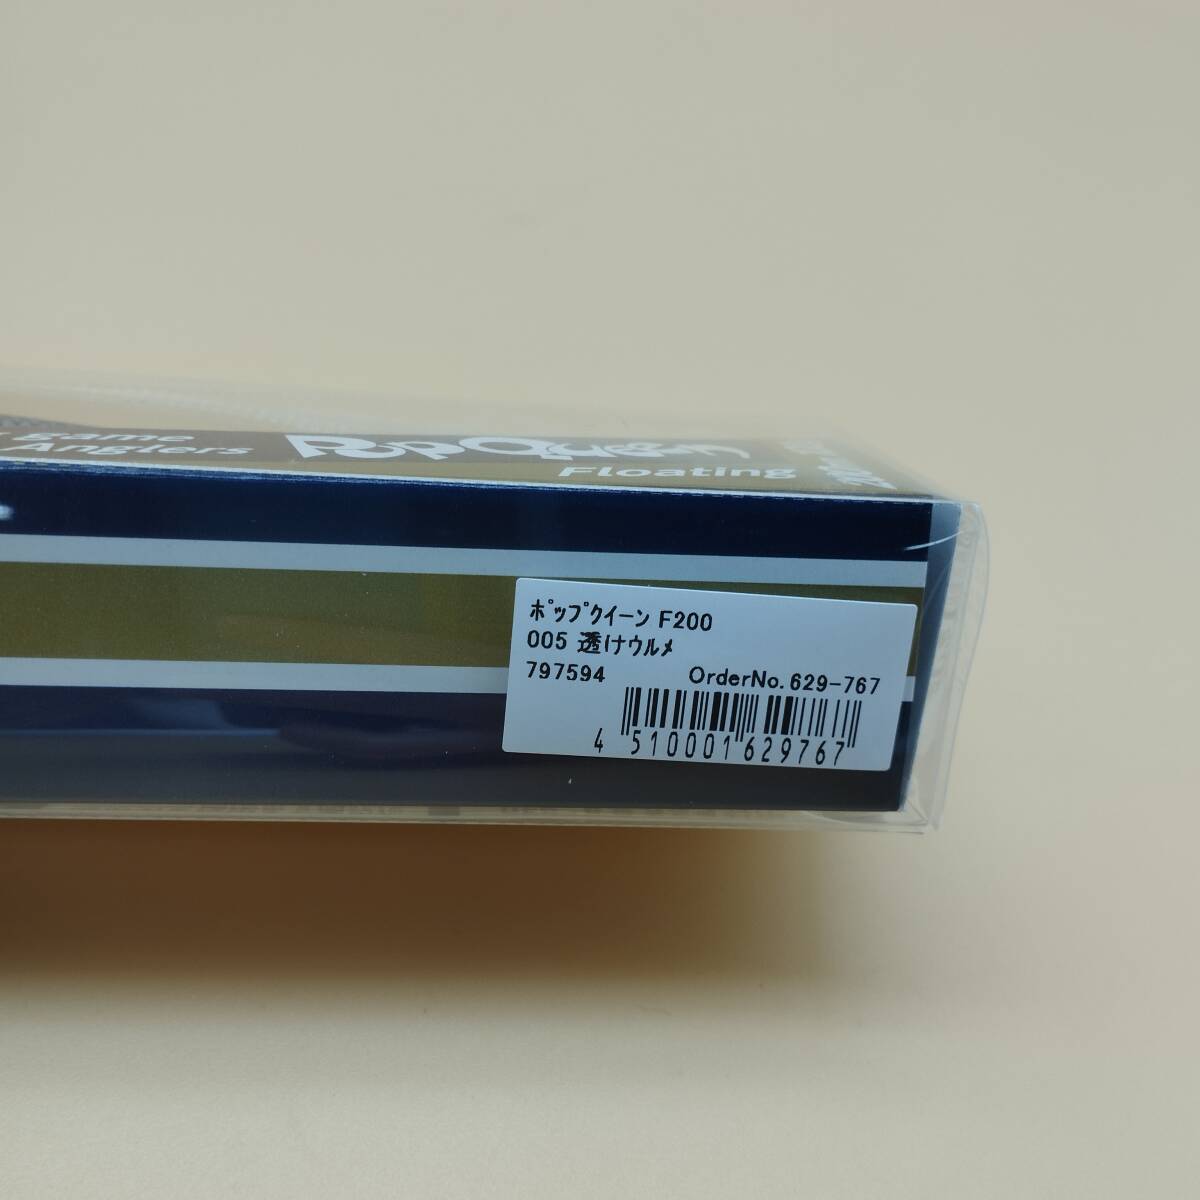 game
Anglers
PopQueen
Floating
ﾎﾟｯﾌﾟｸｲｰﾝ F200
005 透けｳﾙﾒ
797594 OrderNo.629-767
4 510001 629767